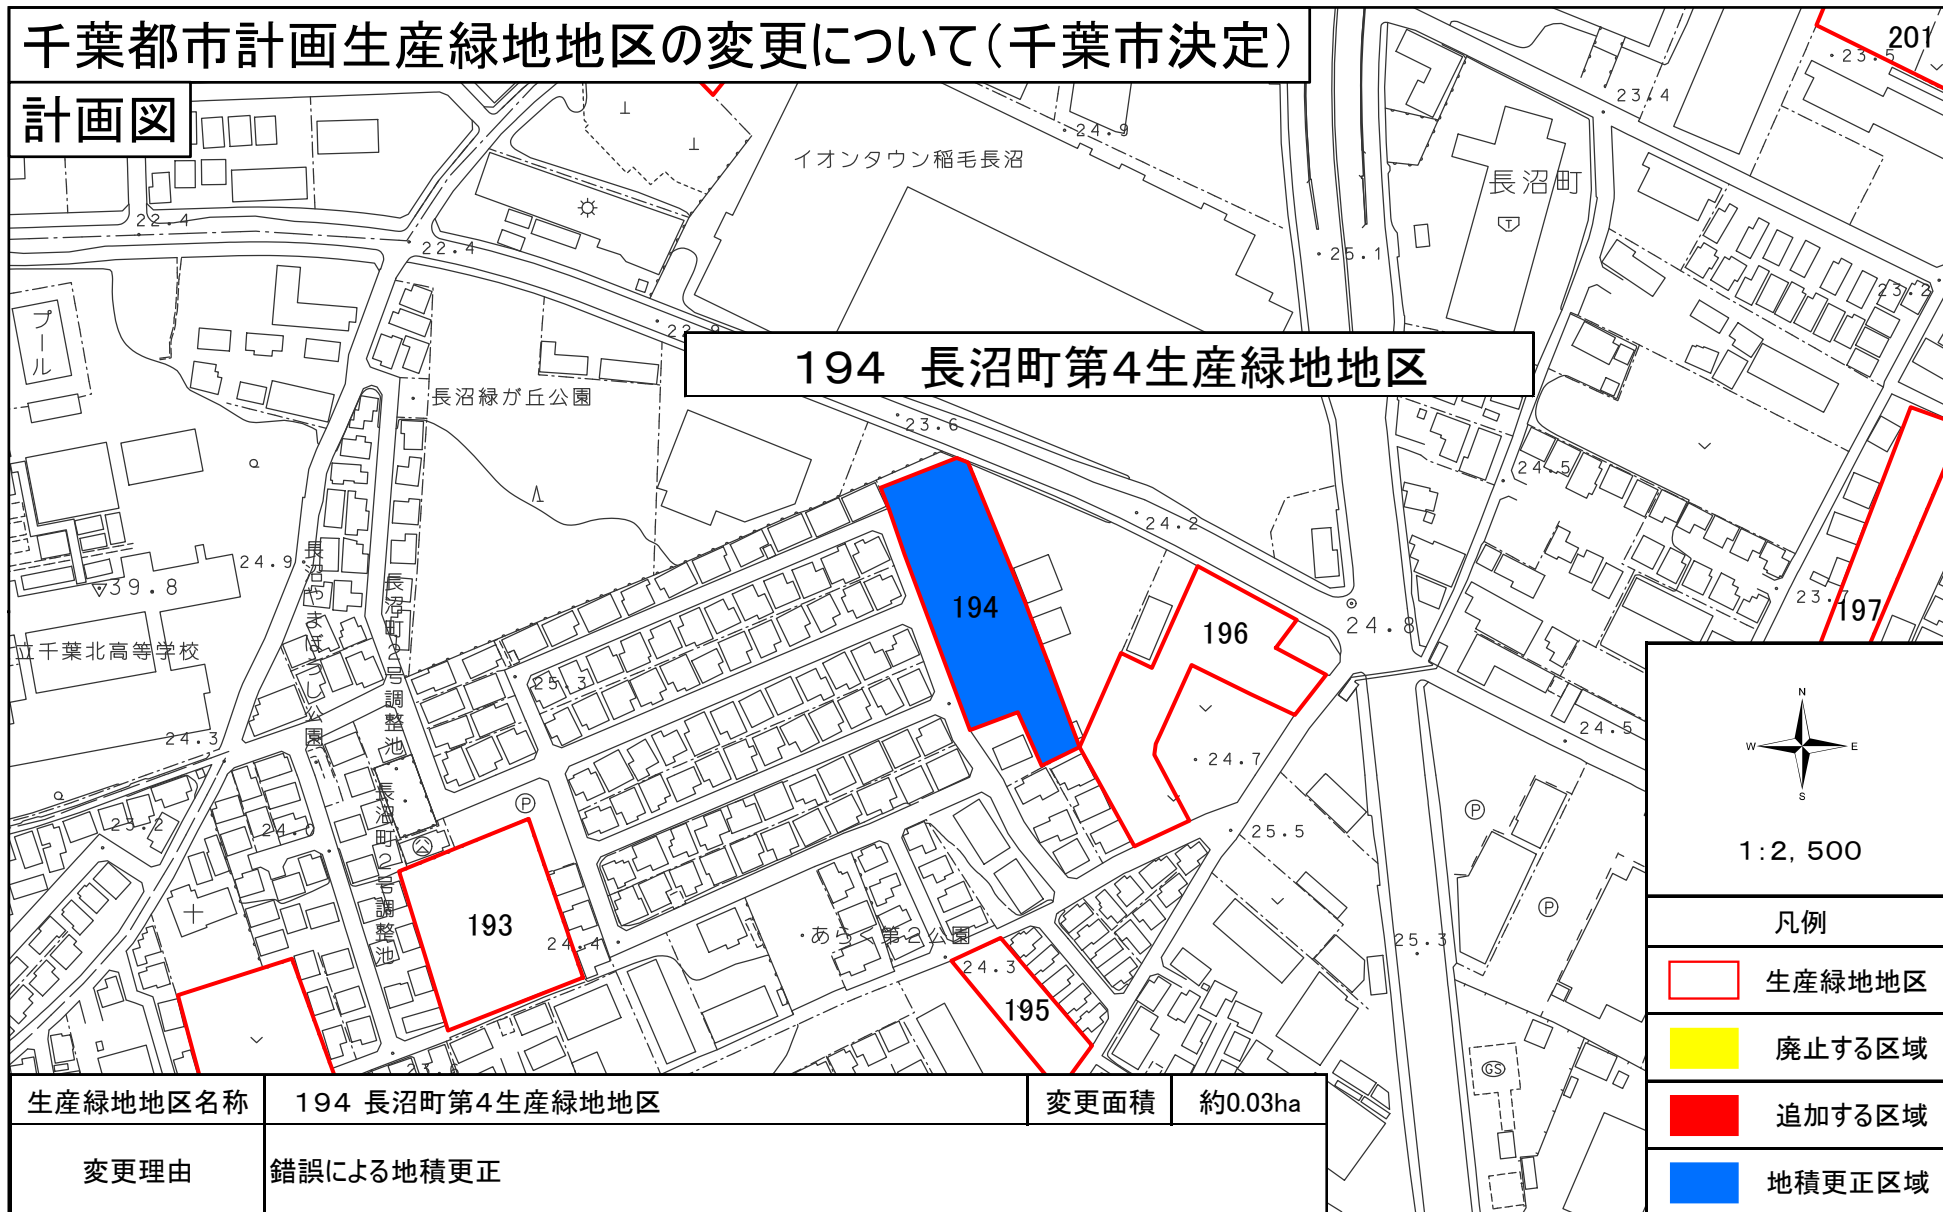 千葉都市計画生産緑地地区の変更について(千葉市決定)
計画図
201
23.5
23.4
24.9
イオンタウン稲毛長沼
長沼町
22.4
22.4
25.1
23.2
プール
194 長沼町第4生産緑地地区
長沼緑が丘公園
23.6
24.5
24.2
24.9
39.8
長沼やまぼうし公園
長沼町2号調整池
194
196
24.8
23.7
197
立千葉北高等学校
25.3
24.3
24.5
24.7
N
W
E
S
1:2,500
P
長沼町2号調整池
23.2
24.0
25.5
P
P
193
24.4
あらく第2公園
25.3
24.3
195
GS
凡例
生産緑地地区
廃止する区域
追加する区域
地積更正区域
生産緑地地区名称
194 長沼町第4生産緑地地区
変更面積
約0.03ha
変更理由
錯誤による地積更正